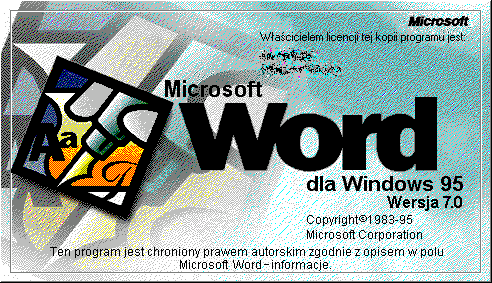 Microsoft
Właścicielem licencji tej kopii programu jest:
Aa
Microsoft
Word
dla Windows 95
Wersja 7.0
Copyright©1983-95
Microsoft Corporation
Ten program jest chroniony prawem autorskim zgodnie z opisem w polu
Microsoft Word-informacje.